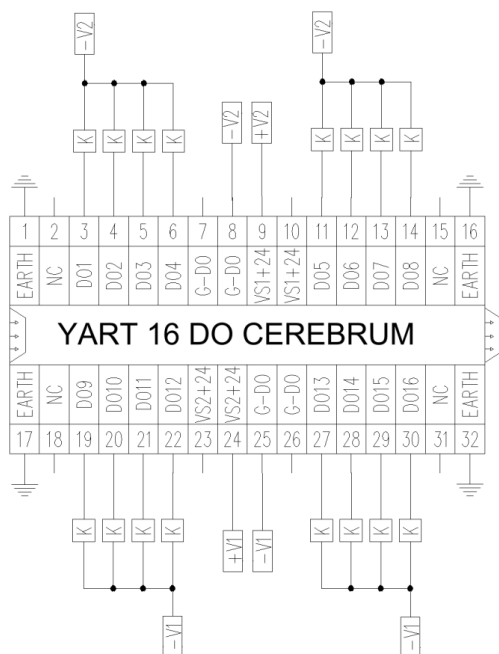 -V2 -V2
-V2 +V2
K K K K K K K K
1 2 3 4 5 6 7 8 9 10 11 12 13 14 15 16
EARTH NC DO1 DO2 DO3 DO4 G-DO G-DO VS1+24 VS1+24 DO5 DO6 DO7 DO8 NC EARTH
YART 16 DO CEREBRUM
EARTH NC DO9 DO10 DO11 DO12 VS2+24 VS2+24 G-DO G-DO DO13 DO14 DO15 DO16 NC EARTH
17 18 19 20 21 22 23 24 25 26 27 28 29 30 31 32
K K K K K K K K
+V1 -V1
-V1 -V1